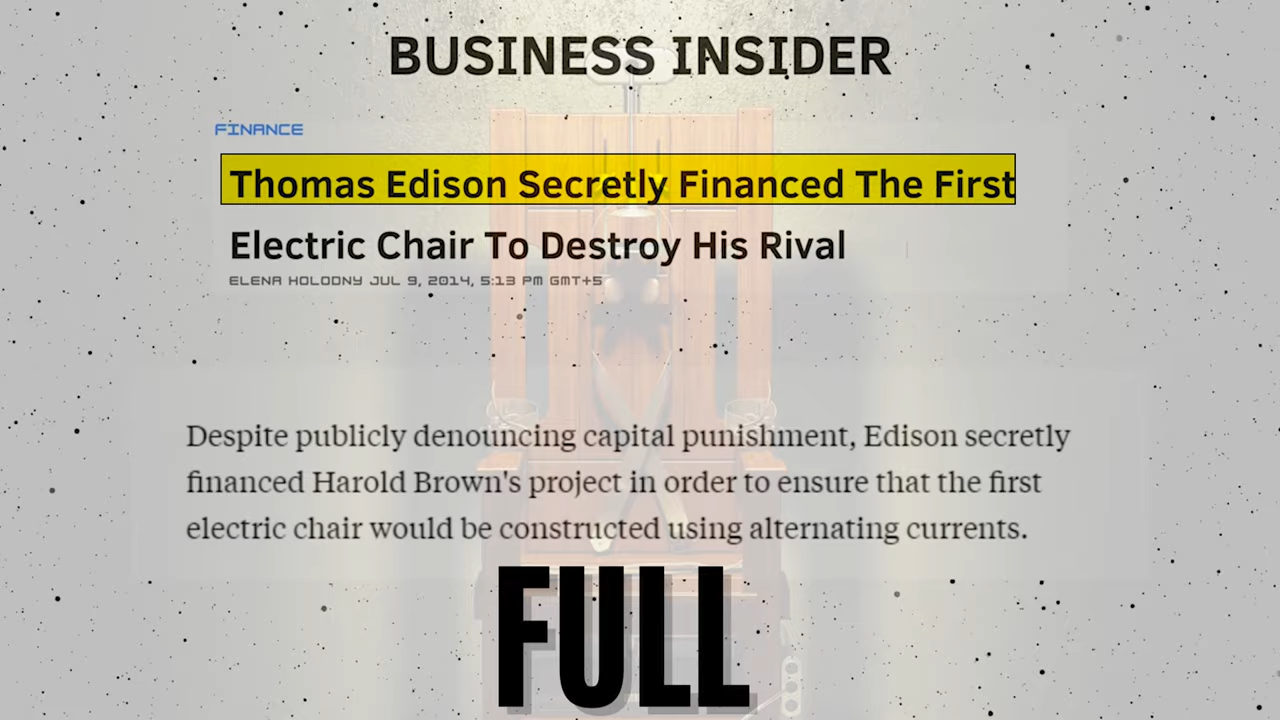 BUSINESS INSIDER
FINANCE
Thomas Edison Secretly Financed The First
Electric Chair To Destroy His Rival
ELENA HOLODNY JUL 9, 2014, 5:13 PM GMT+5
Despite publicly denouncing capital punishment, Edison secretly
financed Harold Brown's project in order to ensure that the first
electric chair would be constructed using alternating currents.
FULL